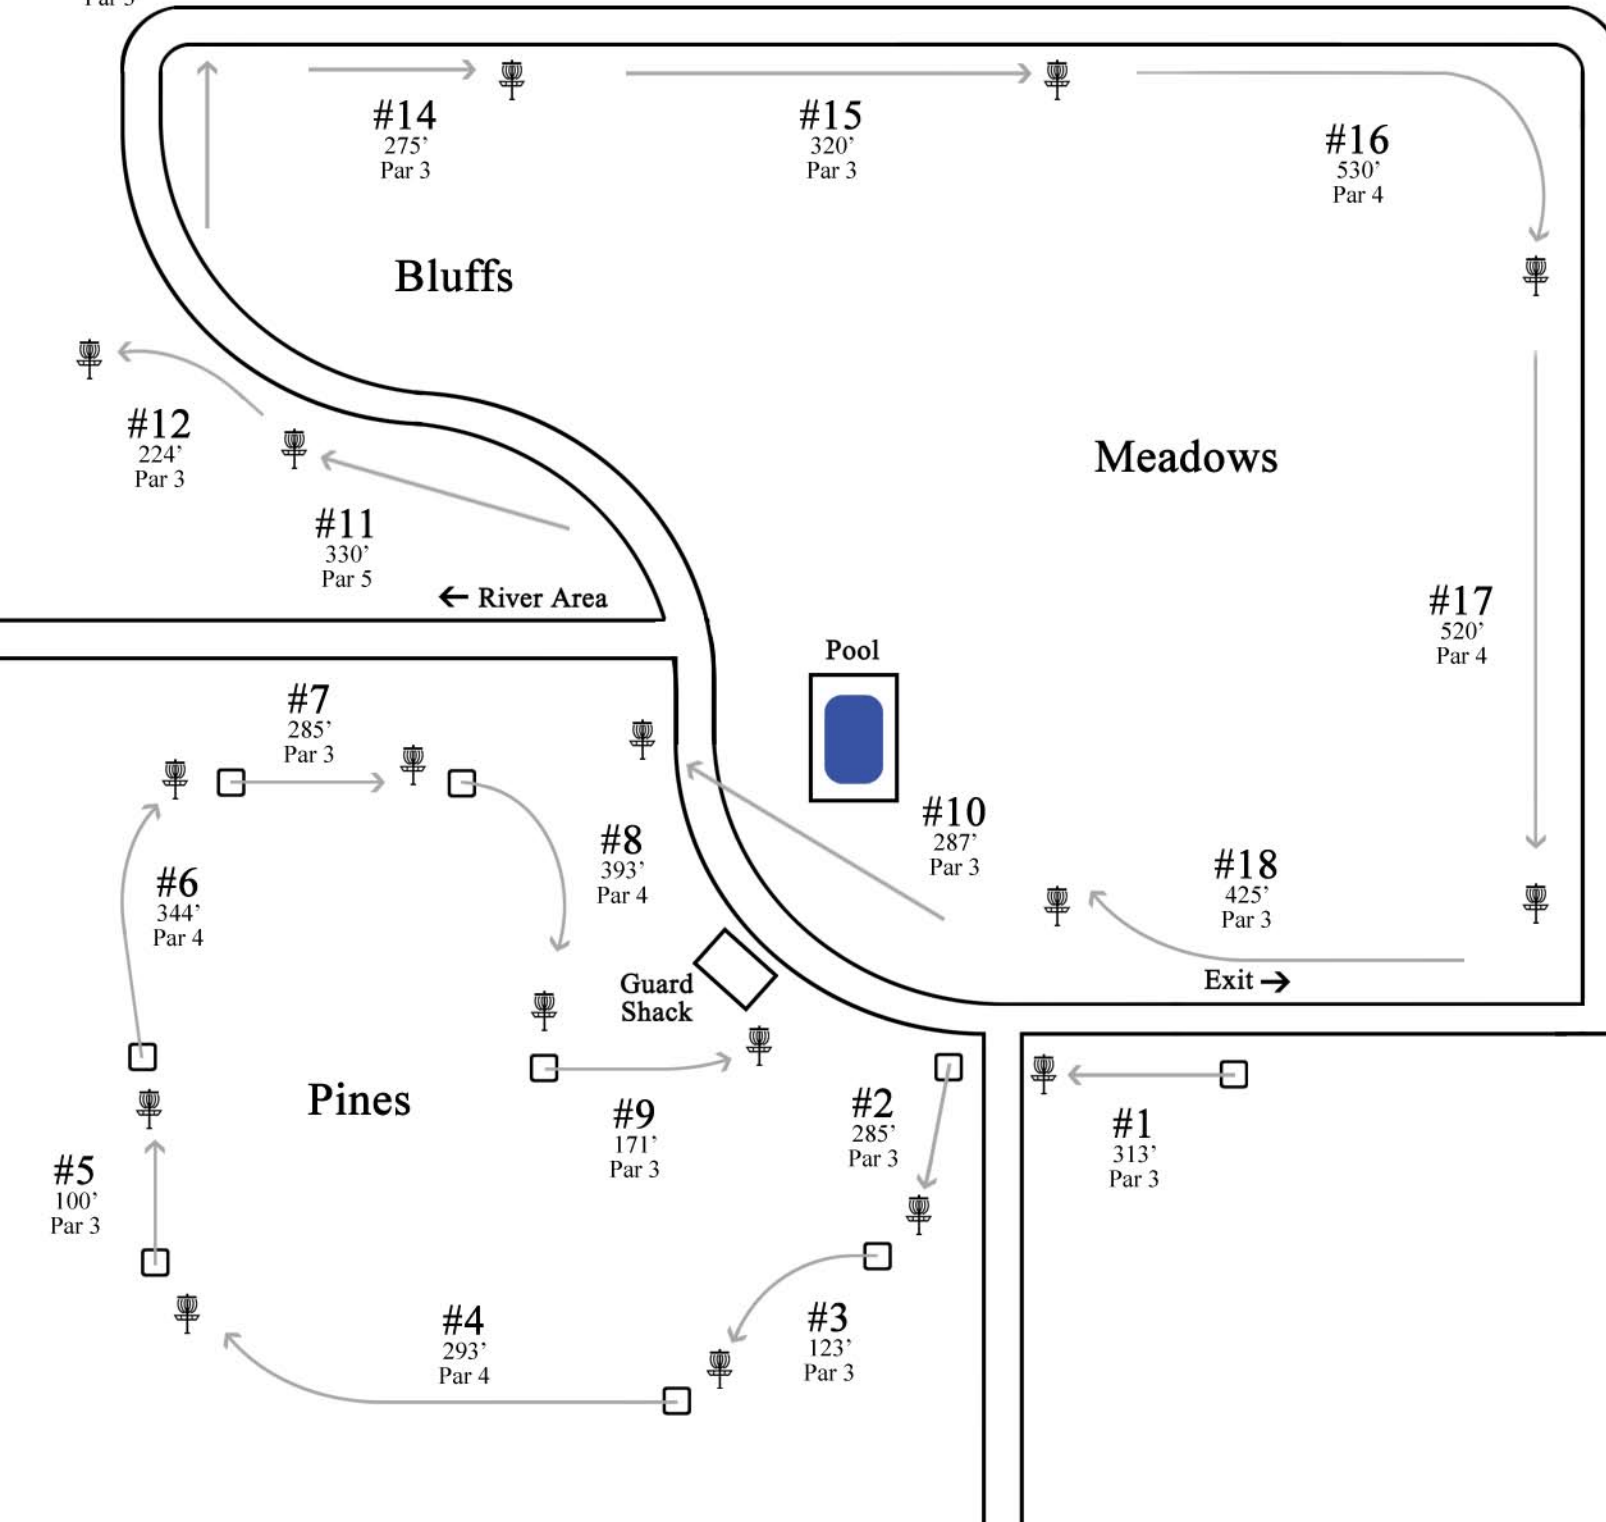 #14
275’
Par 3
#15
320’
Par 3
#16
530’
Par 4
Bluffs
Meadows
#12
224’
Par 3
#11
330’
Par 5
← River Area
#17
520’
Par 4
Pool
#7
285’
Par 3
#10
287’
Par 3
#8
393’
Par 4
#6
344’
Par 4
#18
425’
Par 3
Exit →
Guard
Shack
Pines
#9
171’
Par 3
#2
285’
Par 3
#1
313’
Par 3
#5
100’
Par 3
#4
293’
Par 4
#3
123’
Par 3